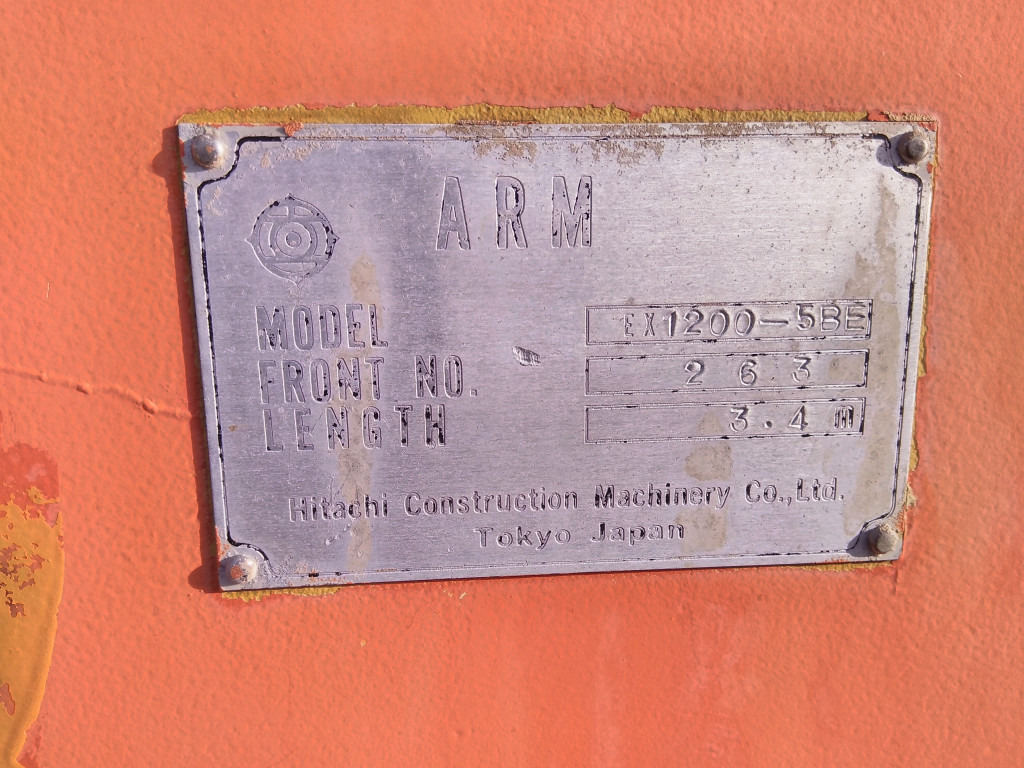 ARM
MODEL EX1200-5BE
FRONT NO. 263
LENGTH 3.4 m
Hitachi Construction Machinery Co.,Ltd.
Tokyo Japan